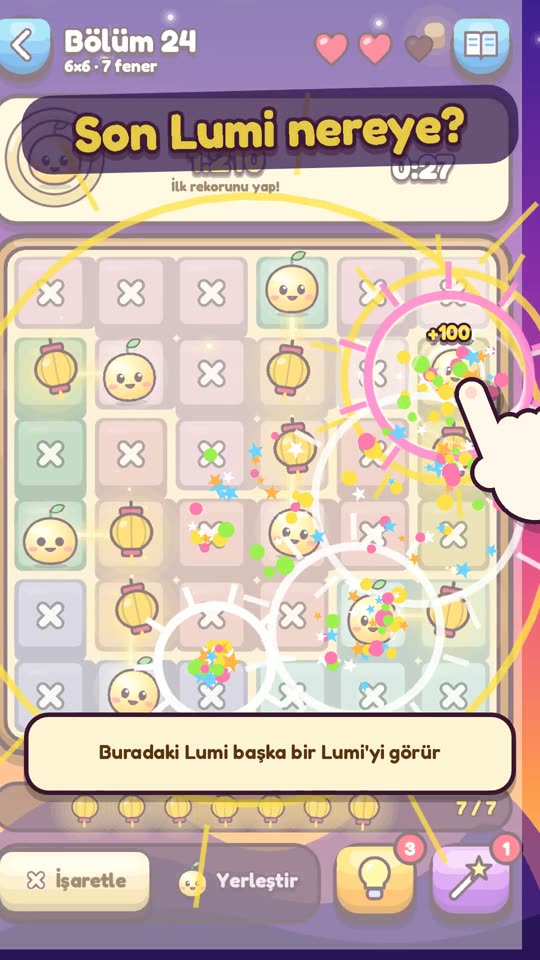 Bölüm 24
6x6 · 7 fener
Son Lumi nereye?
0:27
İlk rekorunu yap!
+100
Buradaki Lumi başka bir Lumi'yi görür
7 / 7
İşaretle
Yerleştir
3
1